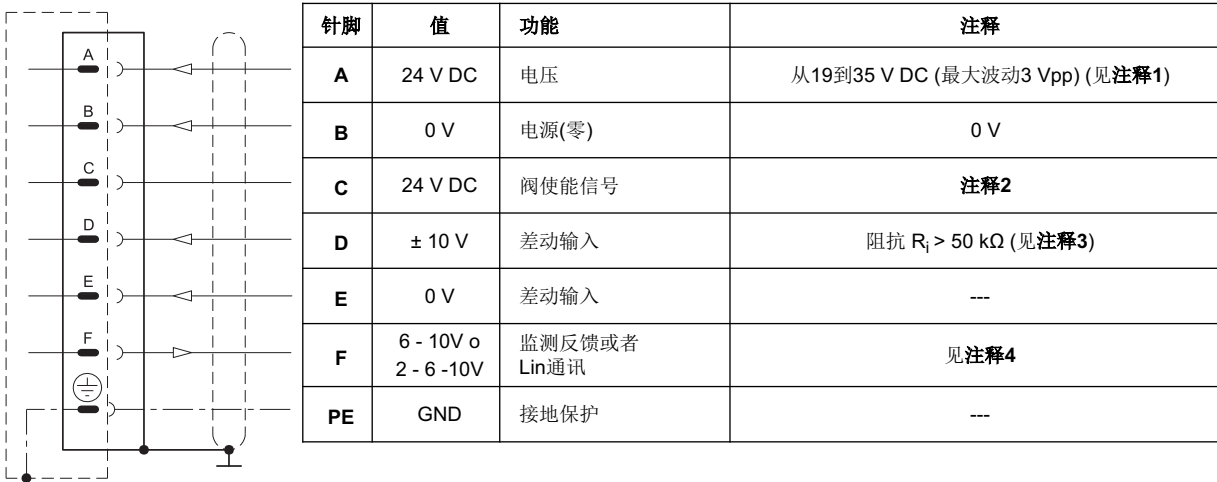 A
B
C
D
E
F
针脚 值 功能 注释
A 24 V DC 电压 从19到35 V DC (最大波动3 Vpp) (见注释1)
B 0 V 电源(零) 0 V
C 24 V DC 阀使能信号 注释2
D ± 10 V 差动输入 阻抗 Ri > 50 kΩ (见注释3)
E 0 V 差动输入 ---
F 6 - 10V o 监测反馈或者 见注释4
2 - 6 -10V Lin通讯
PE GND 接地保护 ---